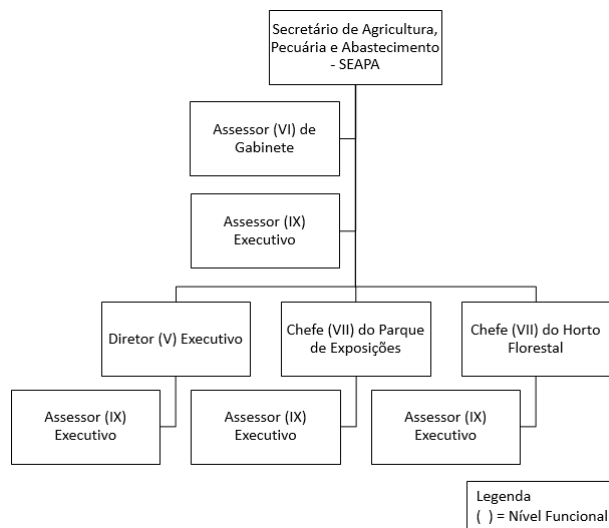 Secretário de Agricultura,
Pecuária e Abastecimento
- SEAPA
Assessor (VI) de
Gabinete
Assessor (IX)
Executivo
Diretor (V) Executivo
Chefe (VII) do Parque
de Exposições
Chefe (VII) do Horto
Florestal
Assessor (IX)
Executivo
Assessor (IX)
Executivo
Assessor (IX)
Executivo
Legenda
( ) = Nível Funcional